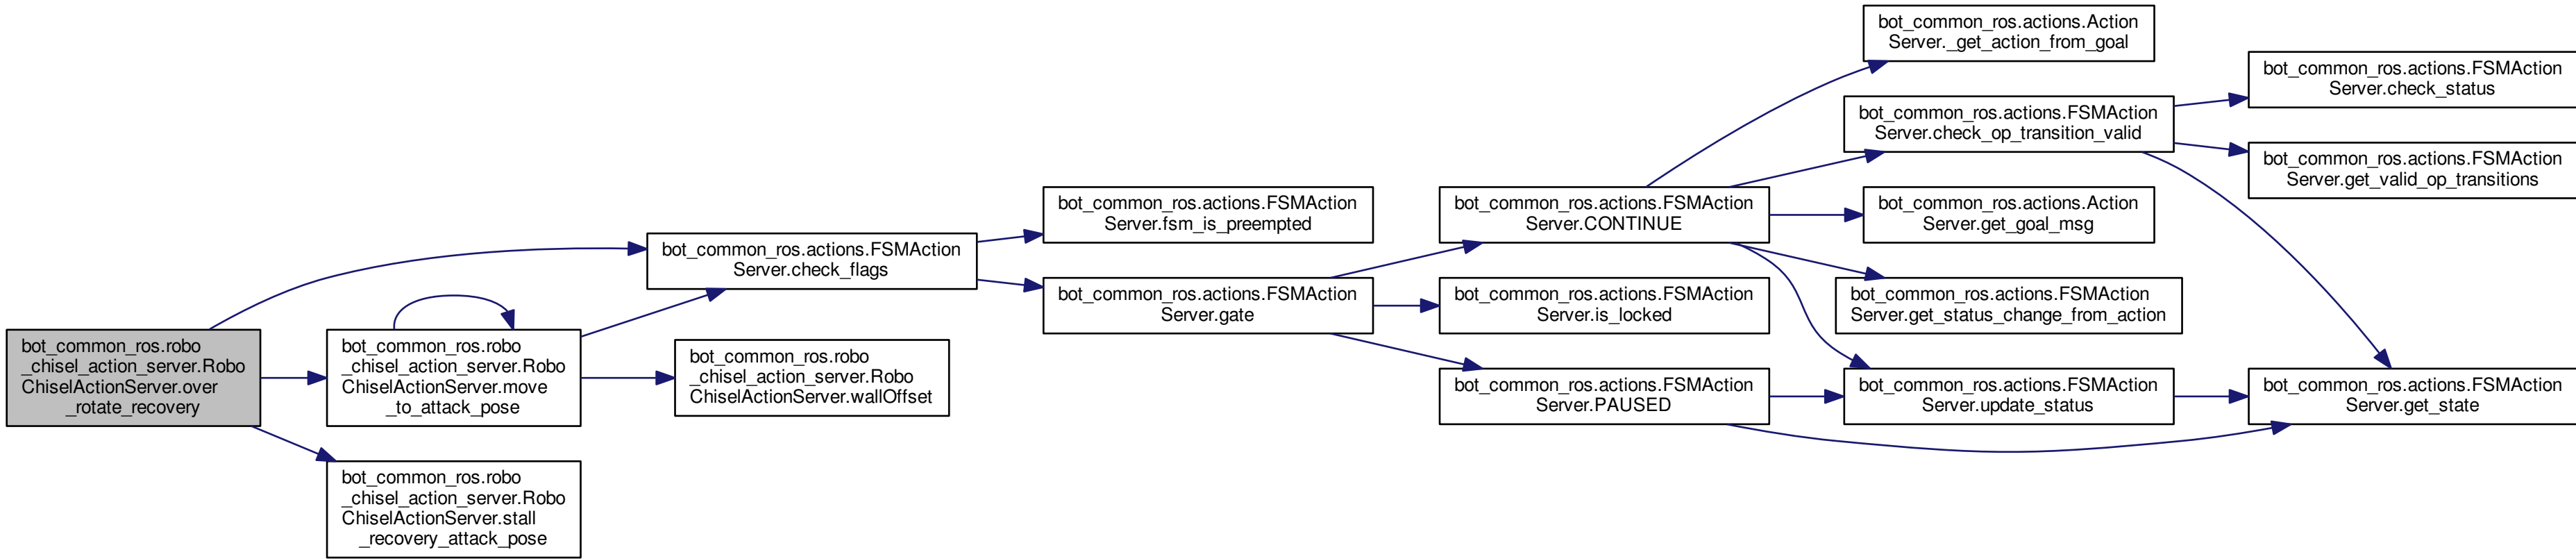 bot_common_ros.robo
_chisel_action_server.Robo
ChiselActionServer.over
_rotate_recovery
bot_common_ros.robo
_chisel_action_server.Robo
ChiselActionServer.move
_to_attack_pose
bot_common_ros.robo
_chisel_action_server.Robo
ChiselActionServer.stall
_recovery_attack_pose
bot_common_ros.actions.FSMAction
Server.check_flags
bot_common_ros.robo
_chisel_action_server.Robo
ChiselActionServer.wallOffset
bot_common_ros.actions.FSMAction
Server.fsm_is_preempted
bot_common_ros.actions.FSMAction
Server.gate
bot_common_ros.actions.FSMAction
Server.CONTINUE
bot_common_ros.actions.FSMAction
Server.is_locked
bot_common_ros.actions.FSMAction
Server.PAUSED
bot_common_ros.actions.Action
Server._get_action_from_goal
bot_common_ros.actions.FSMAction
Server.check_op_transition_valid
bot_common_ros.actions.Action
Server.get_goal_msg
bot_common_ros.actions.FSMAction
Server.get_status_change_from_action
bot_common_ros.actions.FSMAction
Server.update_status
bot_common_ros.actions.FSMAction
Server.check_status
bot_common_ros.actions.FSMAction
Server.get_valid_op_transitions
bot_common_ros.actions.FSMAction
Server.get_state